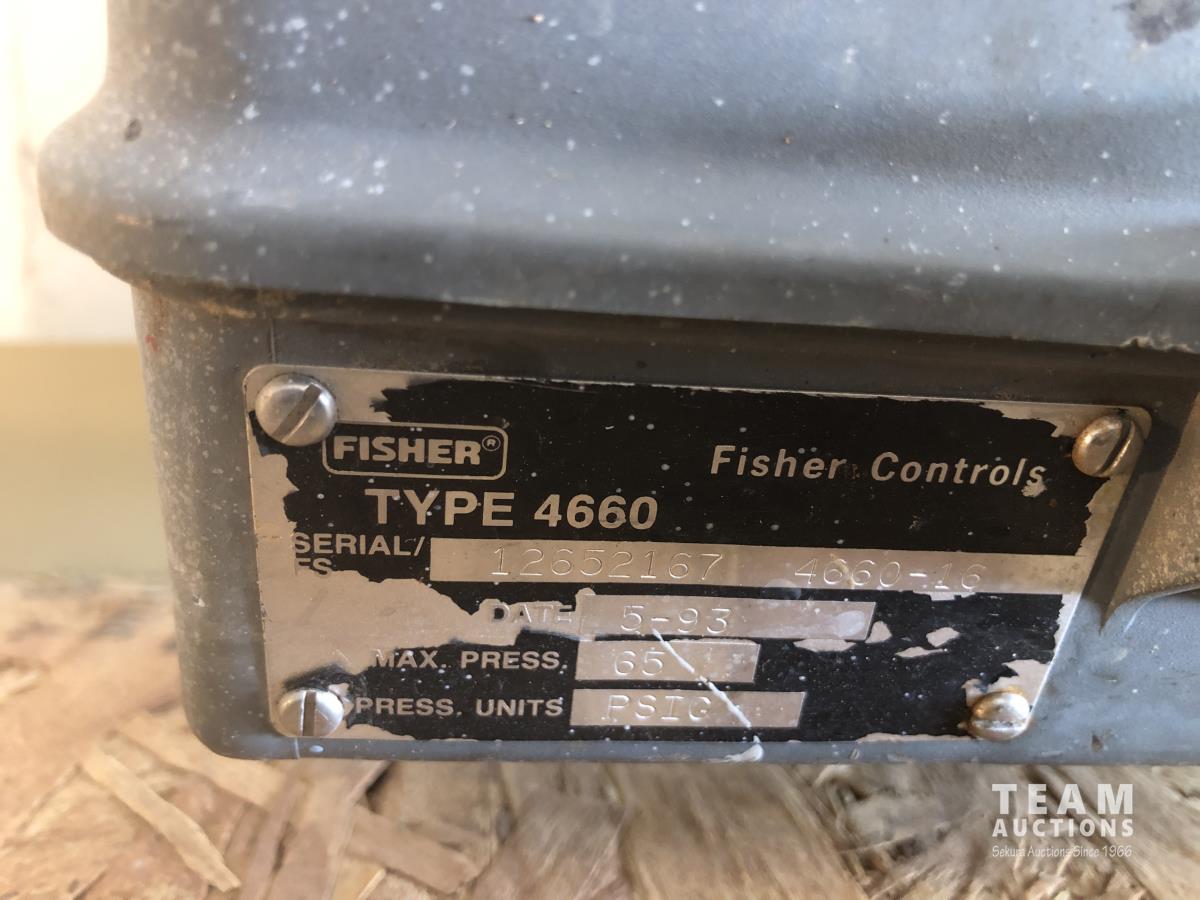 FISHER® Fisher Controls
TYPE 4660
SERIAL/ 12652167 4660-16
FS
DATE 5-93
MAX. PRESS. 65
PRESS. UNITS PSIG
TEAM
AUCTIONS
Sekura Auctions Since 1966